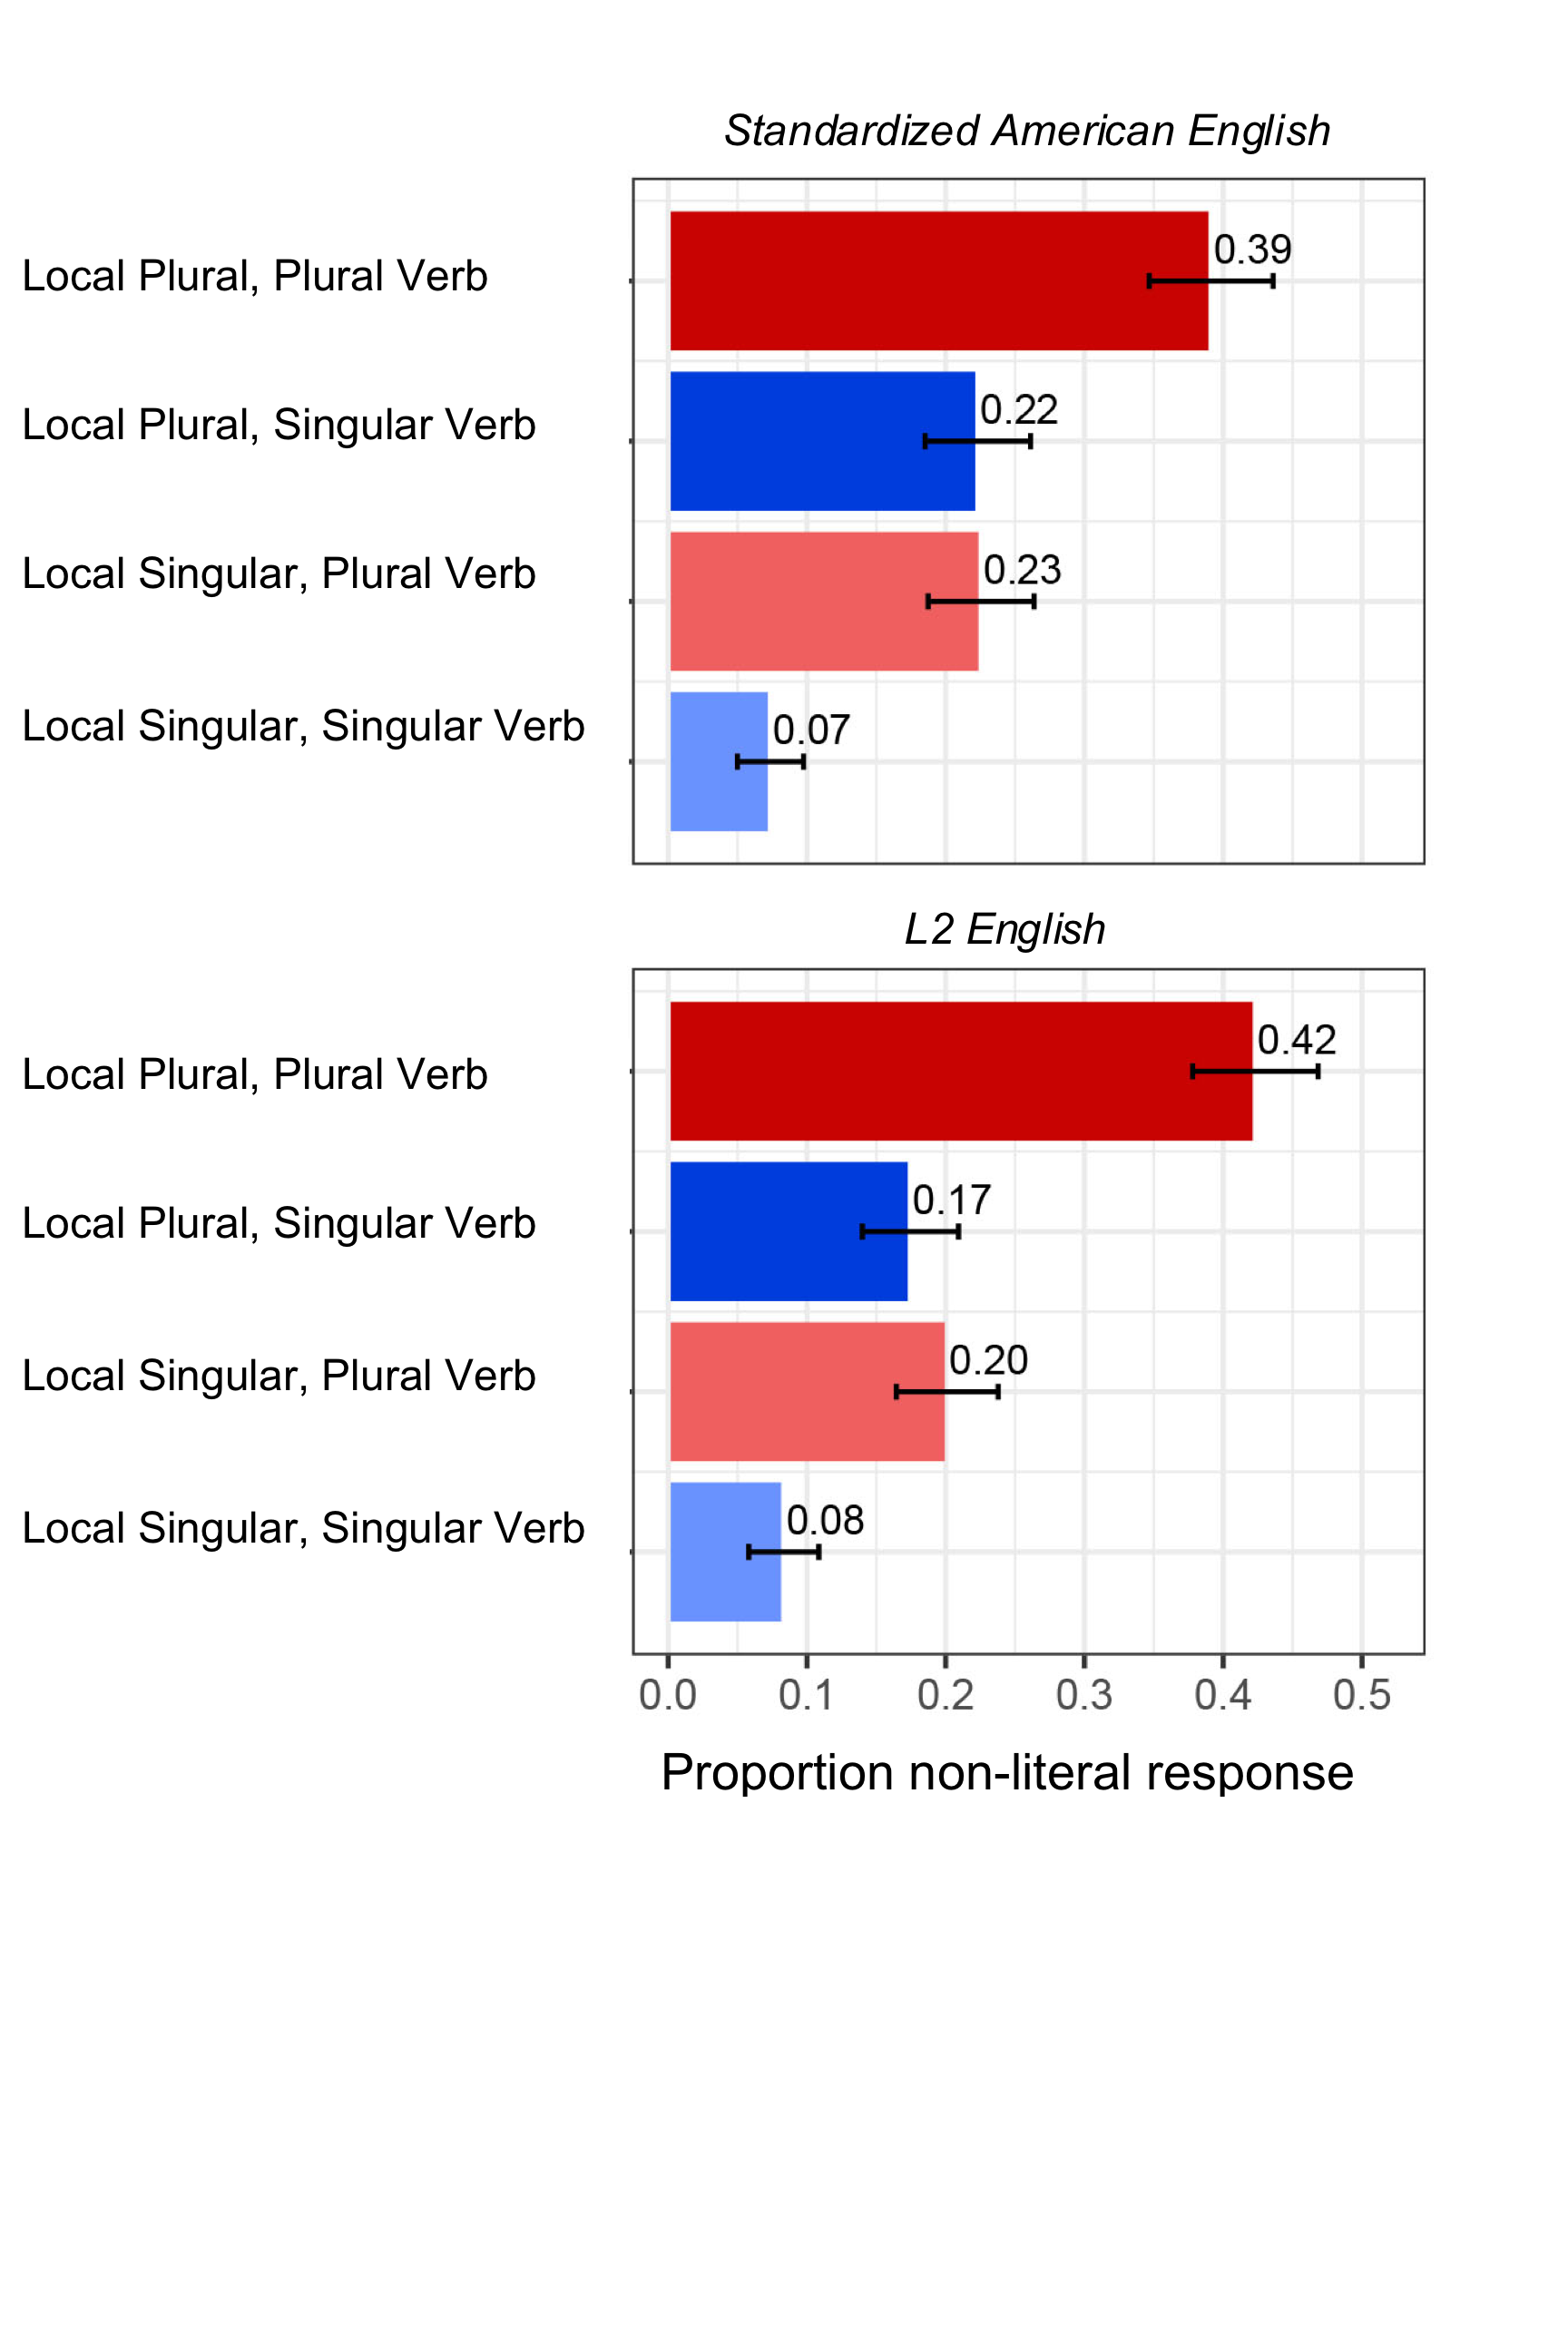 Standardized American English
Local Plural, Plural Verb
0.39
Local Plural, Singular Verb
0.22
Local Singular, Plural Verb
0.23
Local Singular, Singular Verb
0.07
L2 English
Local Plural, Plural Verb
0.42
Local Plural, Singular Verb
0.17
Local Singular, Plural Verb
0.20
Local Singular, Singular Verb
0.08
0.0 0.1 0.2 0.3 0.4 0.5
Proportion non-literal response